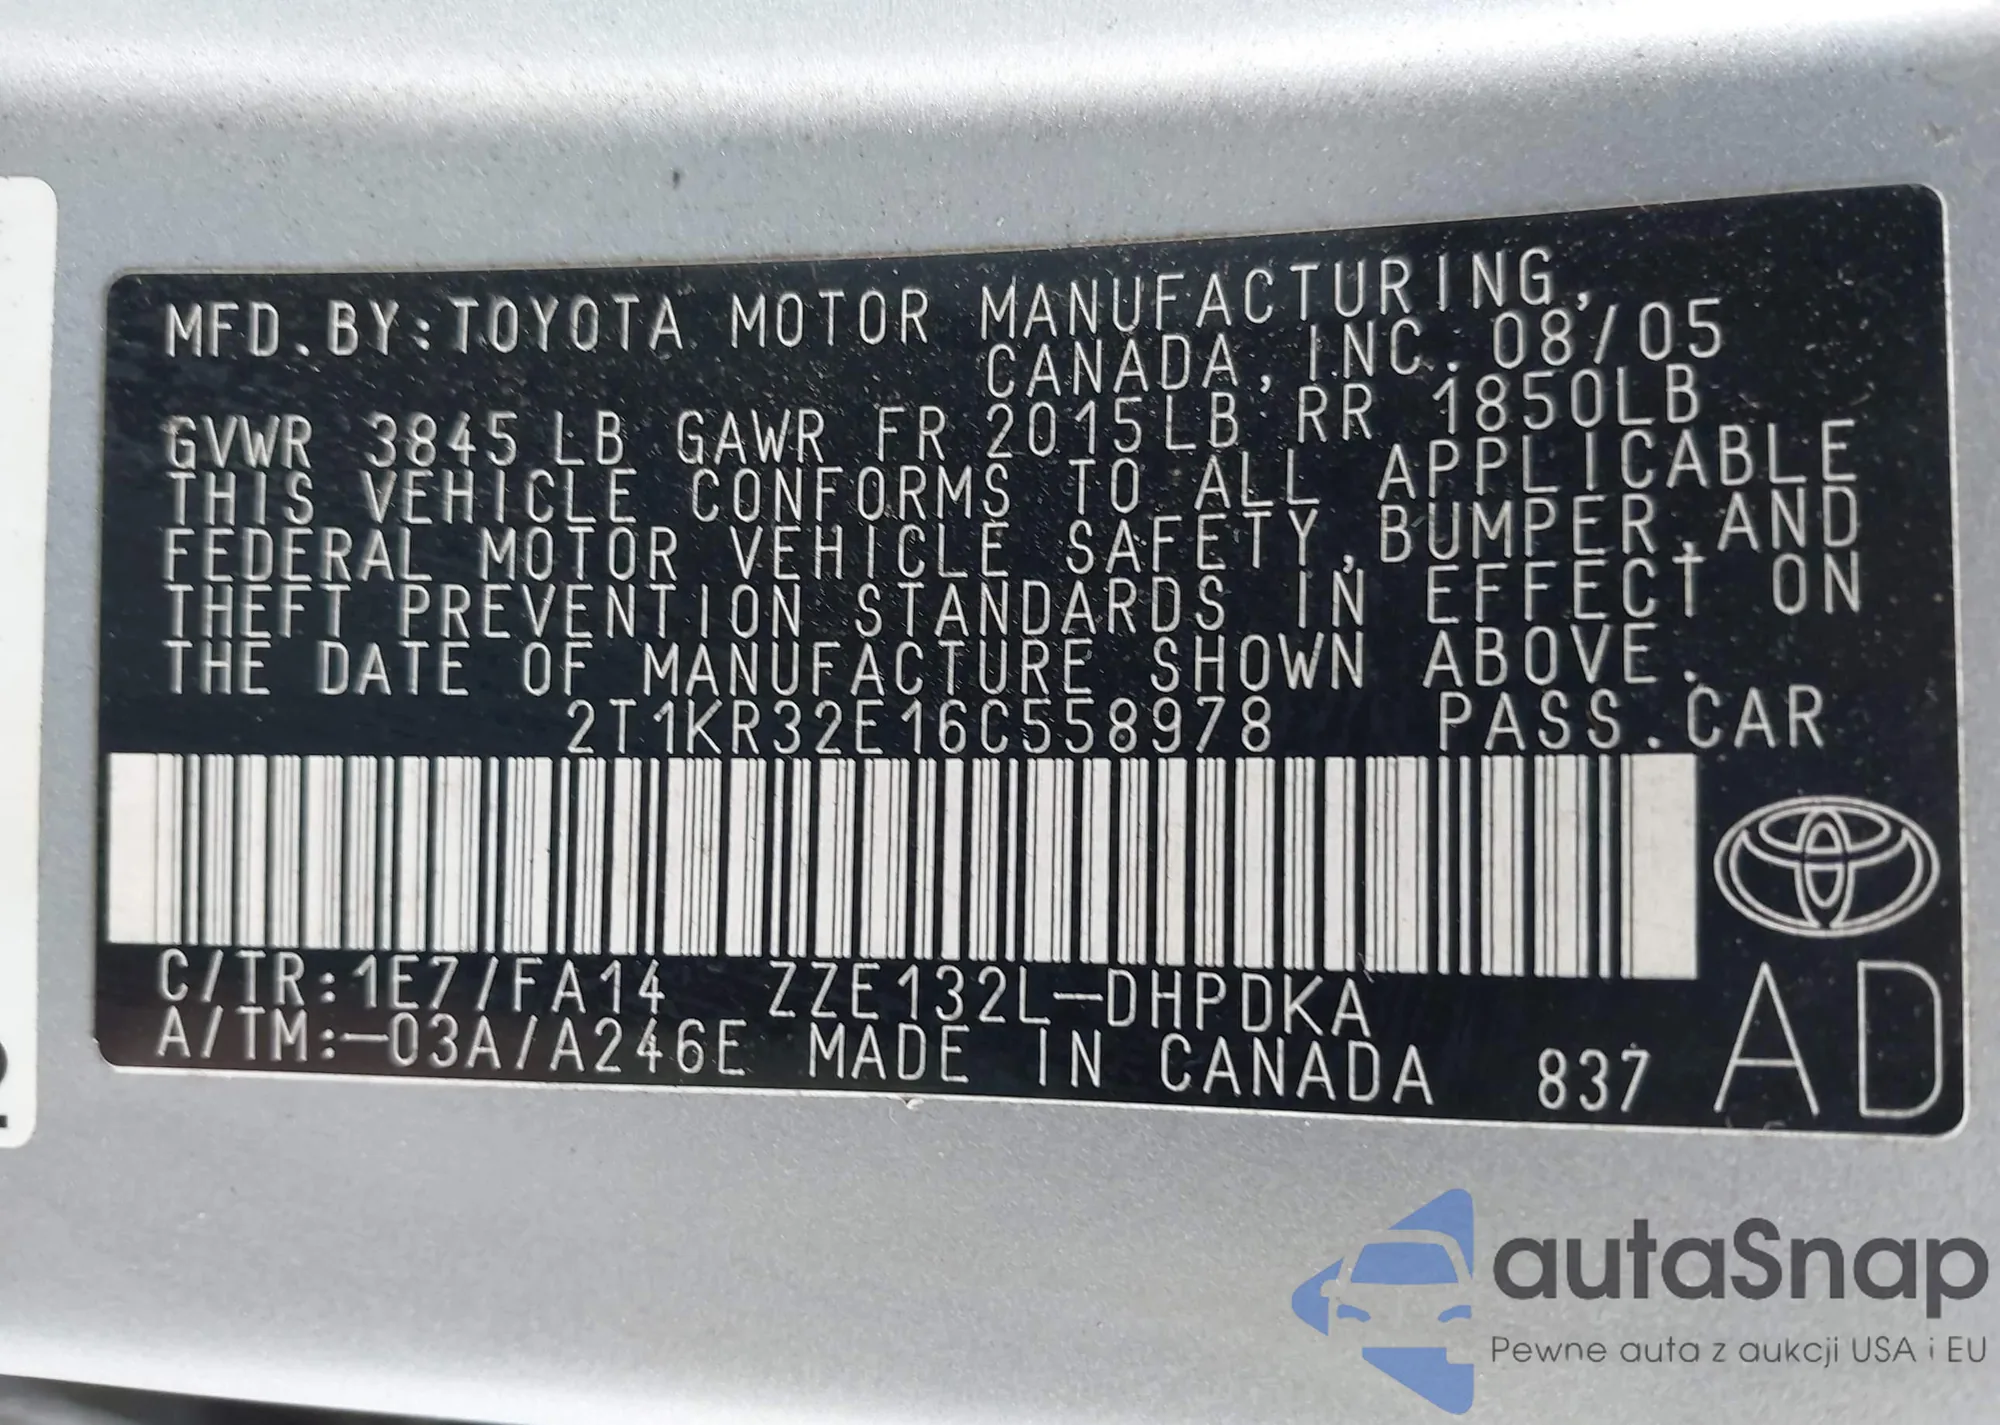 MFD.BY:TOYOTA MOTOR MANUFACTURING,
CANADA, INC. 08/05
GVWR 3845LB GAWR FR 2015LB RR 1850LB
THIS VEHICLE CONFORMS TO ALL APPLICABLE
FEDERAL MOTOR VEHICLE SAFETY,BUMPER,AND
THEFT PREVENTION STANDARDS IN EFFECT ON
THE DATE OF MANUFACTURE SHOWN ABOVE.
2T1KR32E16C558978 PASS.CAR
C/TR:1E7/FA14 ZZE132L-DHPDKA
A/TM:-03A/A246E MADE IN CANADA 837 AD
autaSnap
Pewne auta z aukcji USA i EU